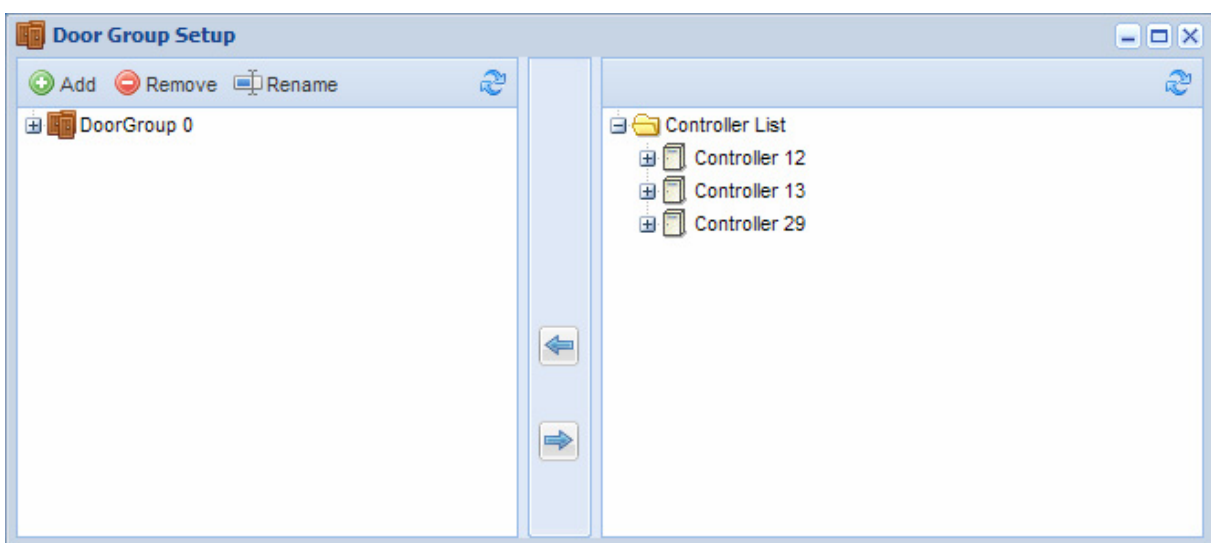 Door Group Setup
Add Remove Rename
DoorGroup 0
Controller List
Controller 12
Controller 13
Controller 29